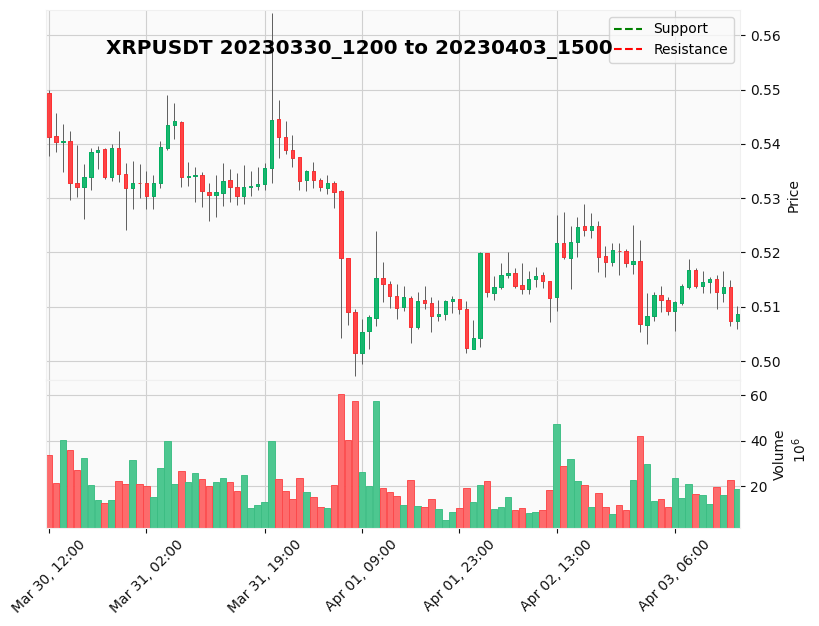 XRPUSDT 20230330_1200 to 20230403_1500
Support
Resistance
0.56
0.55
0.54
0.53
0.52
0.51
0.50
Price
60
40
20
Volume
10^6
Mar 30, 12:00
Mar 31, 02:00
Mar 31, 19:00
Apr 01, 09:00
Apr 01, 23:00
Apr 02, 13:00
Apr 03, 06:00